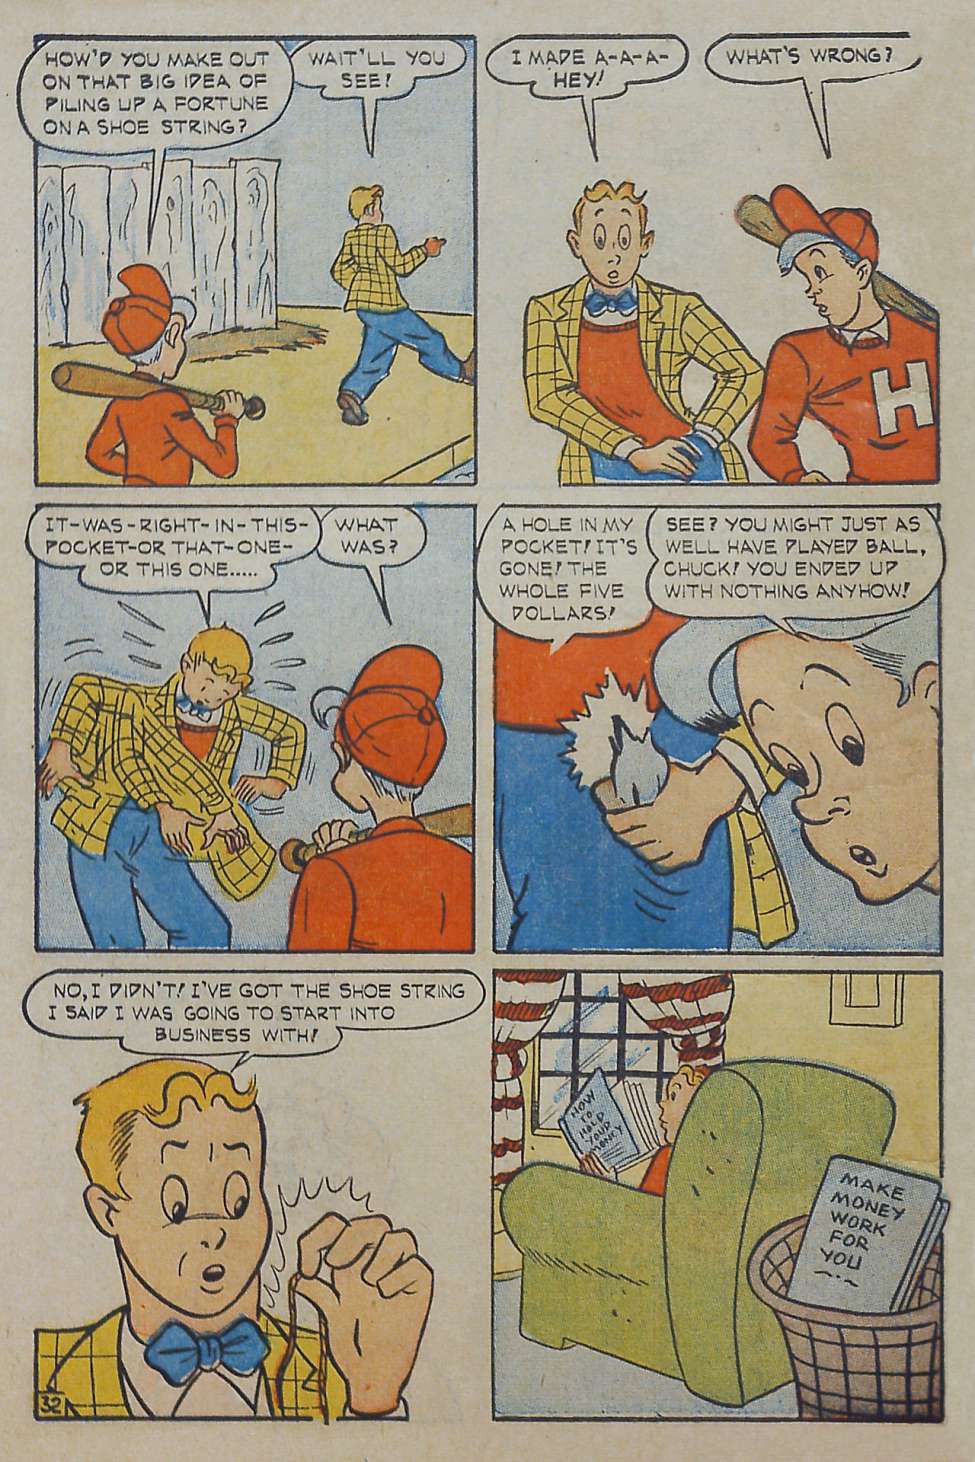 HOW'D YOU MAKE OUT
ON THAT BIG IDEA OF
PILING UP A FORTUNE
ON A SHOE STRING?
WAIT'LL YOU
SEE!
I MADE A-A-A-
HEY!
WHAT'S WRONG?
H
IT-WAS-RIGHT-IN-THIS-
POCKET-OR THAT-ONE-
OR THIS ONE.....
WHAT
WAS?
A HOLE IN MY
POCKET! IT'S
GONE! THE
WHOLE FIVE
DOLLARS!
SEE? YOU MIGHT JUST AS
WELL HAVE PLAYED BALL,
CHUCK! YOU ENDED UP
WITH NOTHING ANYHOW!
NO, I DIDN'T! I'VE GOT THE SHOE STRING
I SAID I WAS GOING TO START INTO
BUSINESS WITH!
32
HOW
TO
HOLD
YOUR
MONEY
MAKE
MONEY
WORK
FOR
YOU